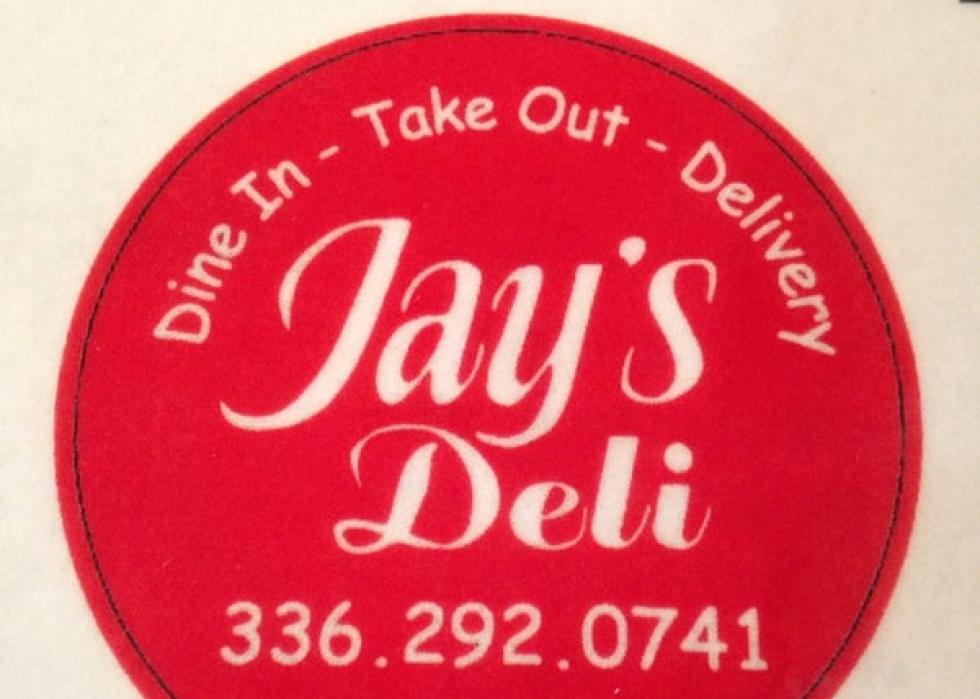 Dine In - Take Out - Delivery
Jay's
Deli
336.292.0741